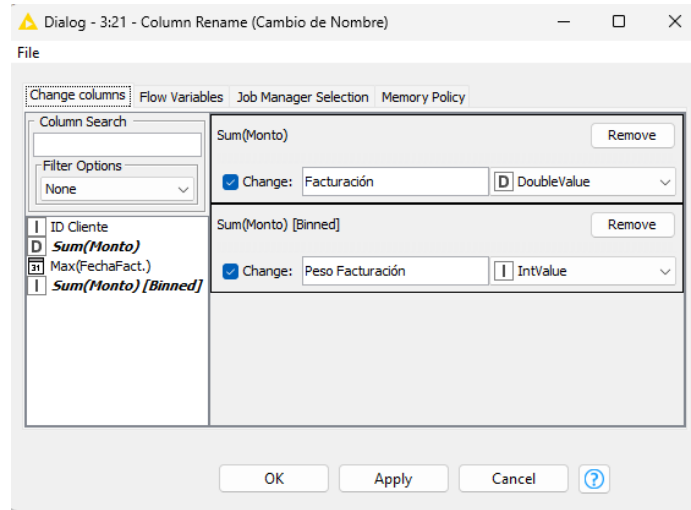 Dialog - 3:21 - Column Rename (Cambio de Nombre)
File
Change columns Flow Variables Job Manager Selection Memory Policy
Column Search
Filter Options
None
I ID Cliente
D Sum(Monto)
31 Max(FechaFact.)
I Sum(Monto) [Binned]
Sum(Monto) Remove
Change: Facturación D DoubleValue
Sum(Monto) [Binned] Remove
Change: Peso Facturación I IntValue
OK Apply Cancel ?